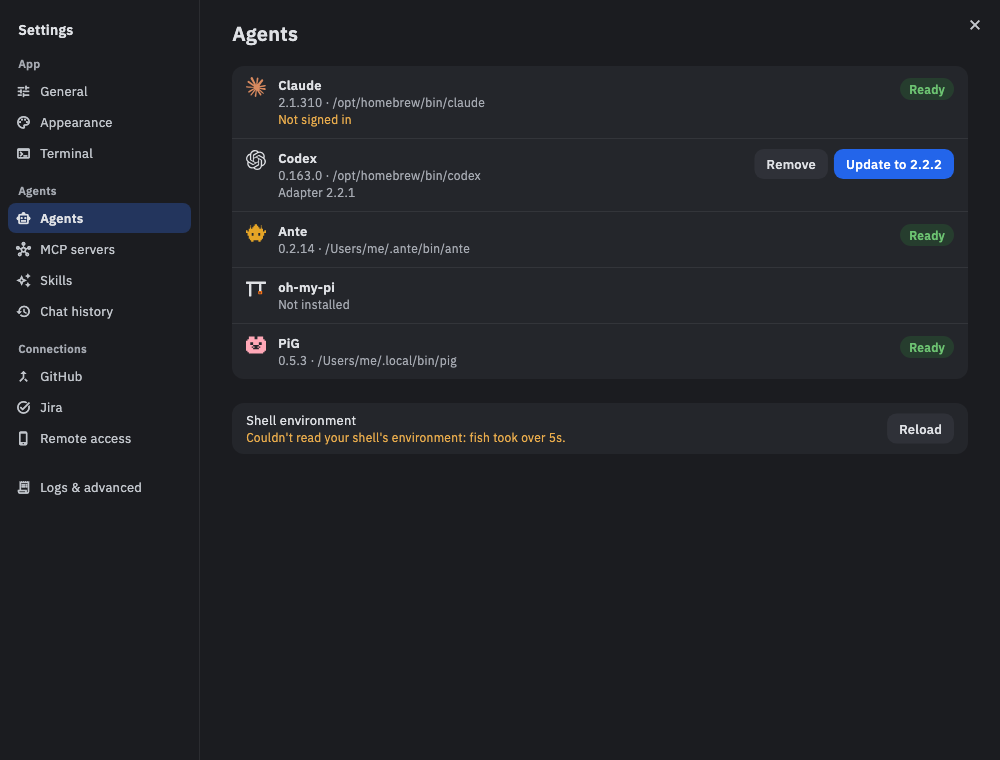 Settings
App
General
Appearance
Terminal
Agents
Agents
MCP servers
Skills
Chat history
Connections
GitHub
Jira
Remote access
Logs & advanced
Agents
Claude
2.1.310 · /opt/homebrew/bin/claude
Not signed in
Ready
Codex
0.163.0 · /opt/homebrew/bin/codex
Adapter 2.2.1
Remove
Update to 2.2.2
Ante
0.2.14 · /Users/me/.ante/bin/ante
Ready
oh-my-pi
Not installed
PiG
0.5.3 · /Users/me/.local/bin/pig
Ready
Shell environment
Couldn't read your shell's environment: fish took over 5s.
Reload